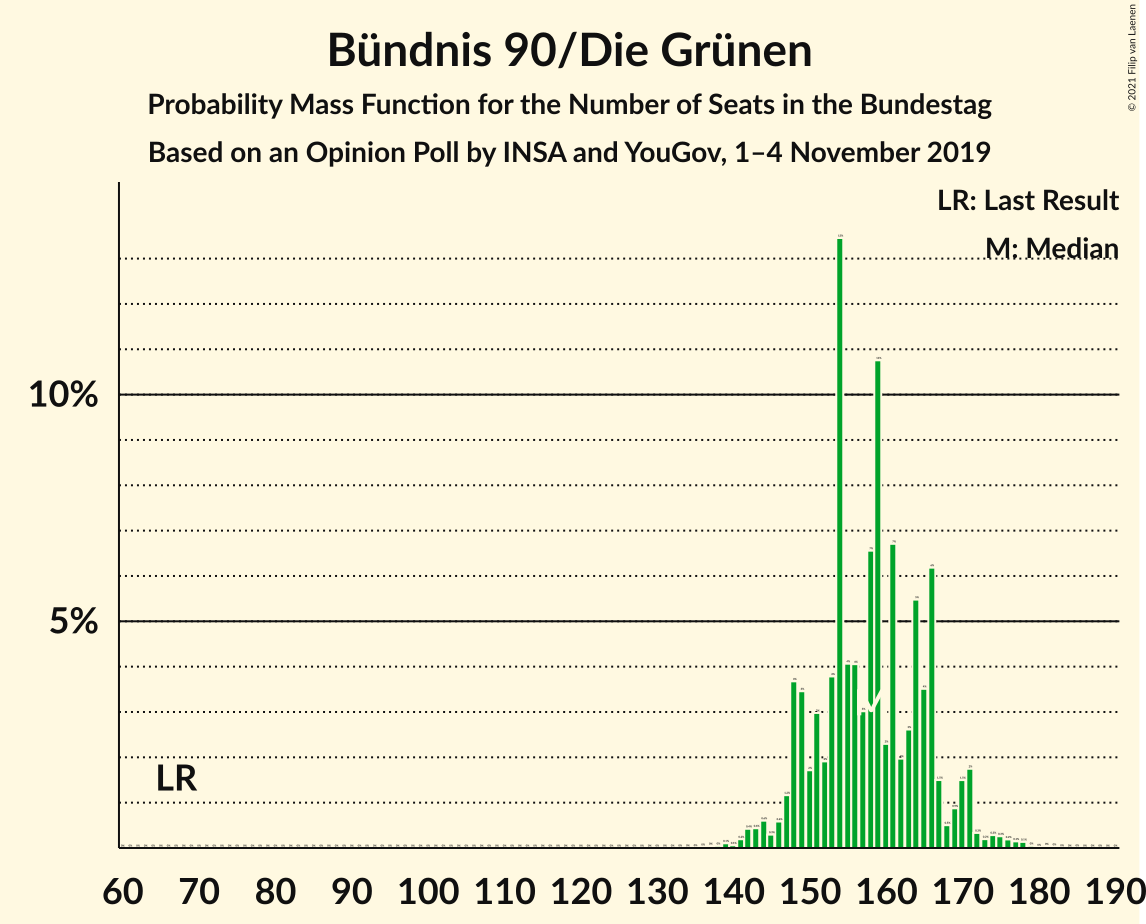 Bündnis 90/Die Grünen
Probability Mass Function for the Number of Seats in the Bundestag
Based on an Opinion Poll by INSA and YouGov, 1–4 November 2019
© 2021 Filip van Laenen
LR: Last Result
M: Median
10%
5%
LR
60 70 80 90 100 110 120 130 140 150 160 170 180 190